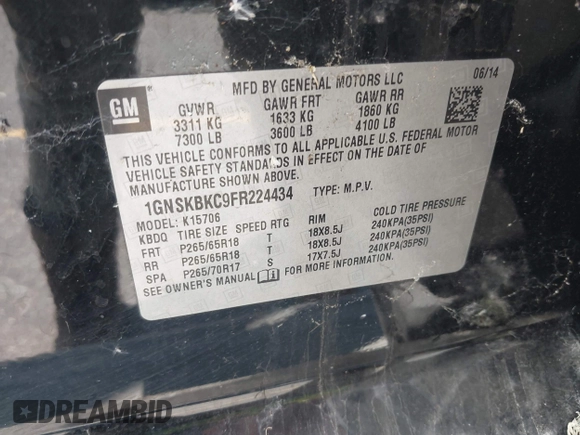 MFD BY GENERAL MOTORS LLC 06/14
GM
GVWR GAWR FRT GAWR RR
3311 KG 1633 KG 1860 KG
7300 LB 3600 LB 4100 LB
THIS VEHICLE CONFORMS TO ALL APPLICABLE U.S. FEDERAL MOTOR
VEHICLE SAFETY STANDARDS IN EFFECT ON THE DATE OF
MANUFACTURE SHOWN ABOVE.
1GNSKBKC9FR224434 TYPE: M.P.V.
MODEL: K15706
KBDQ TIRE SIZE SPEED RTG RIM COLD TIRE PRESSURE
FRT P265/65R18 T 18X8.5J 240KPA(35PSI)
RR P265/65R18 T 18X8.5J 240KPA(35PSI)
SPA P265/70R17 S 17X7.5J 240KPA(35PSI)
SEE OWNER'S MANUAL FOR MORE INFORMATION.
DREAMBID